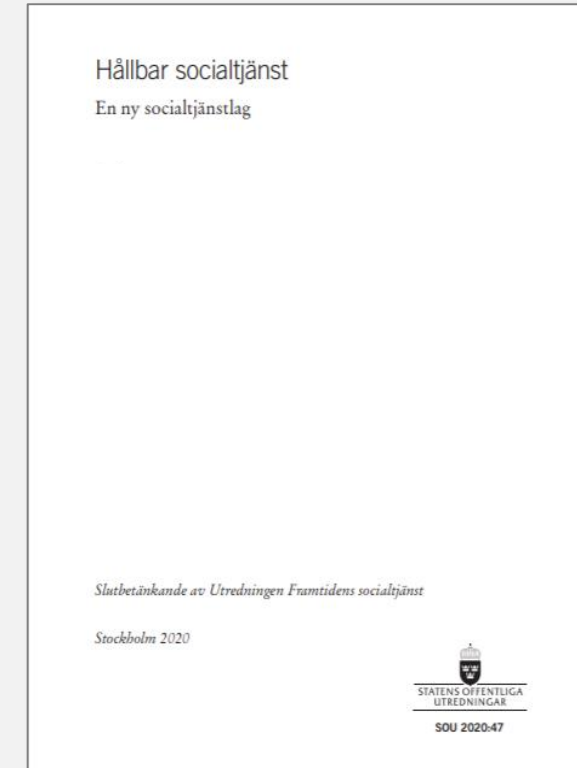 Hållbar socialtjänst
En ny socialtjänstlag
Slutbetänkande av Utredningen Framtidens socialtjänst
Stockholm 2020
STATENS OFFENTLIGA
UTREDNINGAR
SOU 2020:47